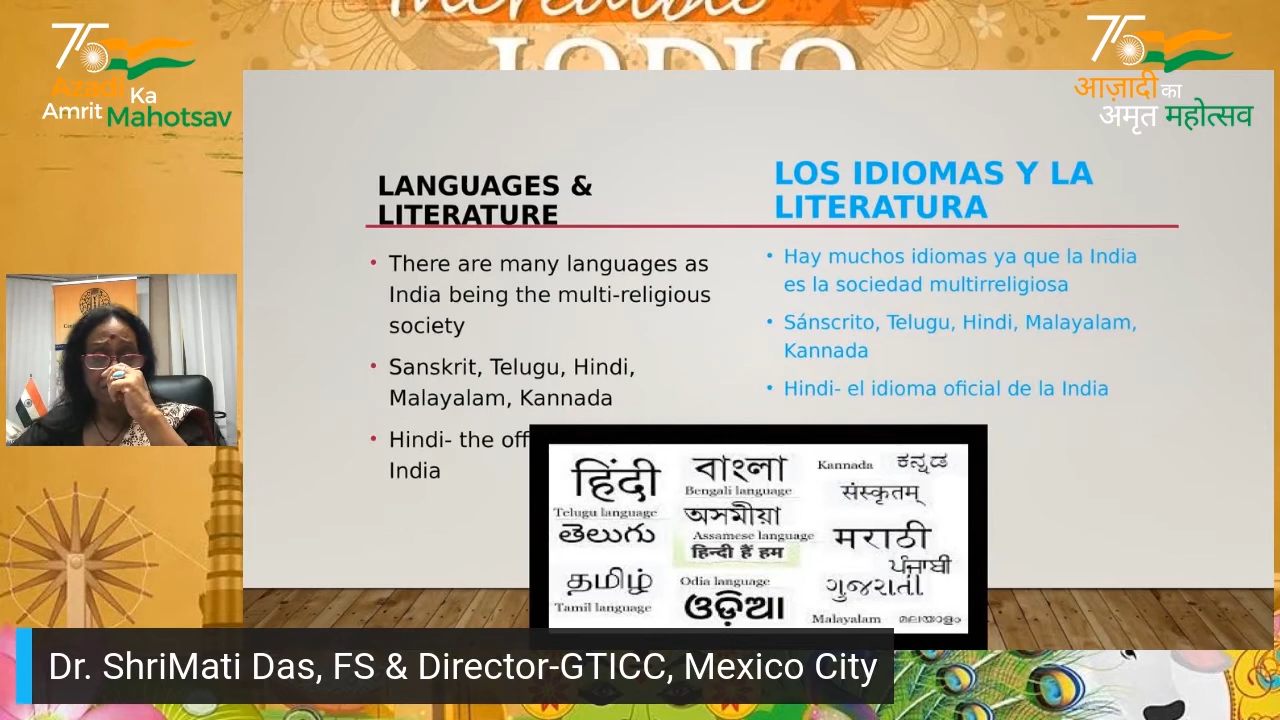 Incredible
75
Azadi Ka
Amrit Mahotsav
75
आज़ादी का
अमृत महोत्सव
LANGUAGES &
LITERATURE
There are many languages as
India being the multi-religious
society
Sanskrit, Telugu, Hindi,
Malayalam, Kannada
Hindi- the off
India
LOS IDIOMAS Y LA
LITERATURA
Hay muchos idiomas ya que la India
es la sociedad multirreligiosa
Sánscrito, Telugu, Hindi, Malayalam,
Kannada
Hindi- el idioma oficial de la India
हिंदी
Telugu language
తెలుగు
தமிழ்
Tamil language
বাংলা
Bengali language
অসমীয়া
Assamese language
हिन्दी हैं हम
Odia language
ଓଡ଼ିଆ
Kannada ಕನ್ನಡ
संस्कृतम्
मराठी
ਪੰਜਾਬੀ
ગુજરાતી
Malayalam മലയാളം
Dr. ShriMati Das, FS & Director-GTICC, Mexico City